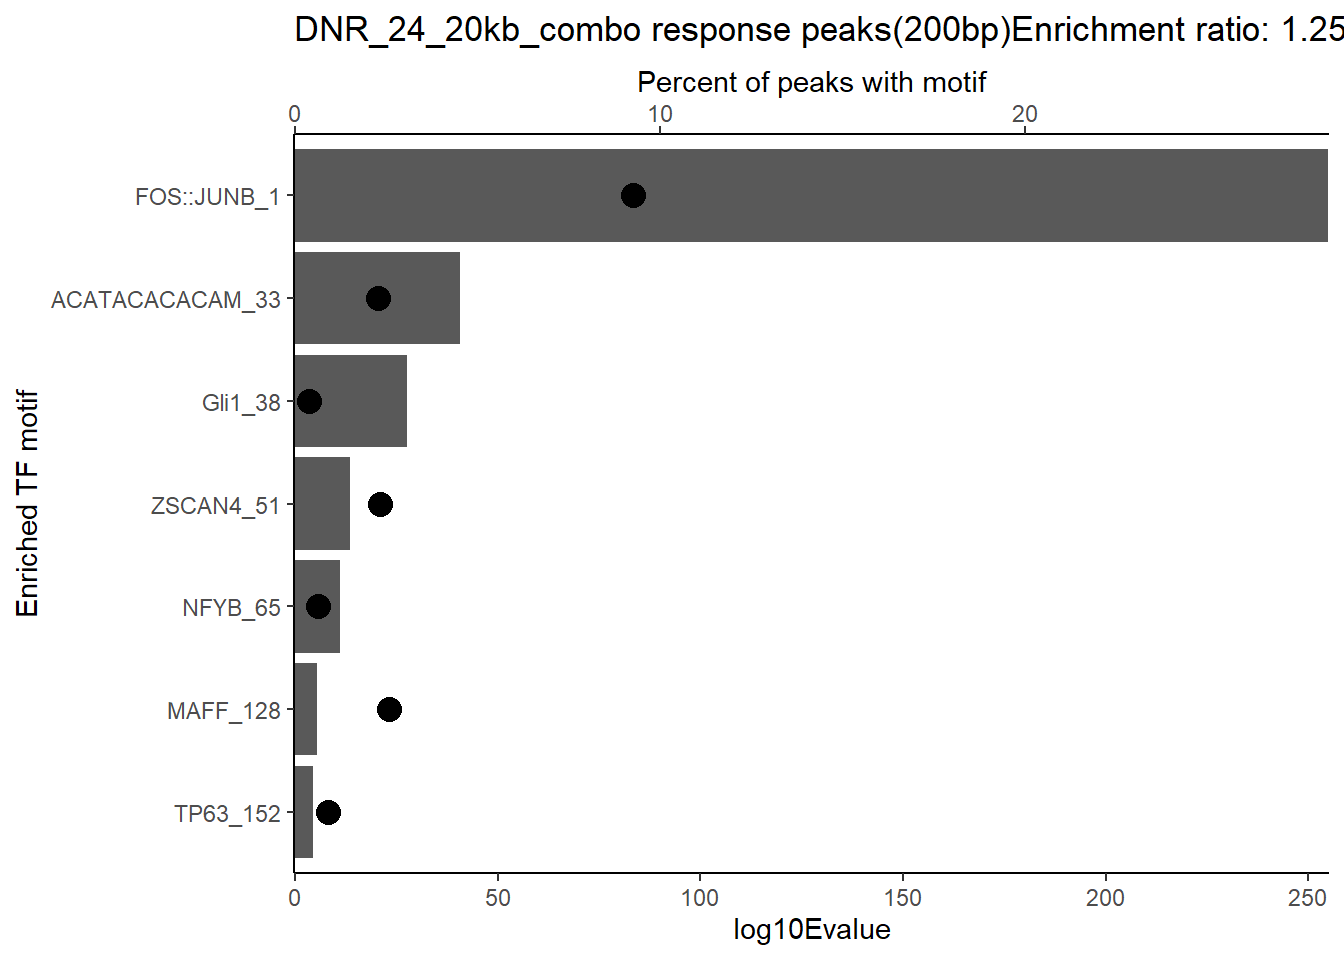 DNR_24_20kb_combo response peaks(200bp)Enrichment ratio: 1.25
Percent of peaks with motif
0 10 20
FOS::JUNB_1
ACATACACACAM_33
Gli1_38
ZSCAN4_51
NFYB_65
MAFF_128
TP63_152
Enriched TF motif
0 50 100 150 200 250
log10Evalue